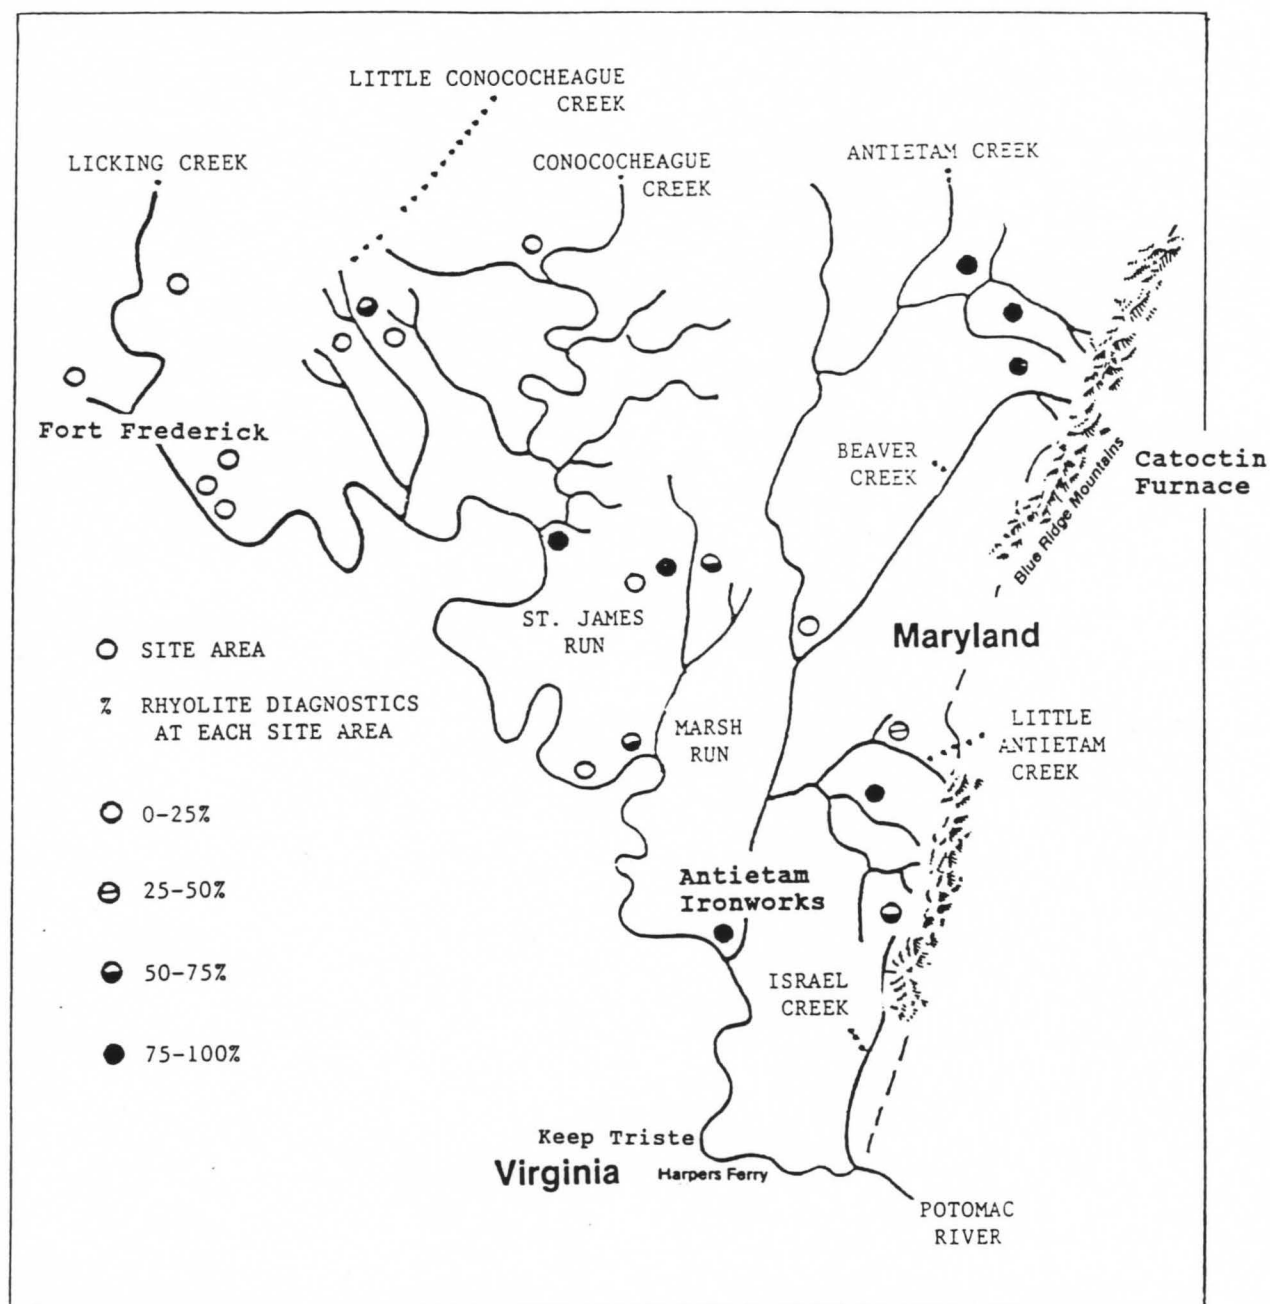 LITTLE CONOCOCHEAGUE
CREEK
LICKING CREEK
CONOCOCHEAGUE
CREEK
ANTIETAM CREEK
Fort Frederick
BEAVER
CREEK
Catoctin
Furnace
Blue Ridge Mountains
ST. JAMES
RUN
Maryland
○ SITE AREA
% RHYOLITE DIAGNOSTICS
AT EACH SITE AREA
MARSH
RUN
LITTLE
ANTIETAM
CREEK
0-25%
25-50%
50-75%
75-100%
Antietam
Ironworks
ISRAEL
CREEK
Keep Triste
Virginia
Harpers Ferry
POTOMAC
RIVER